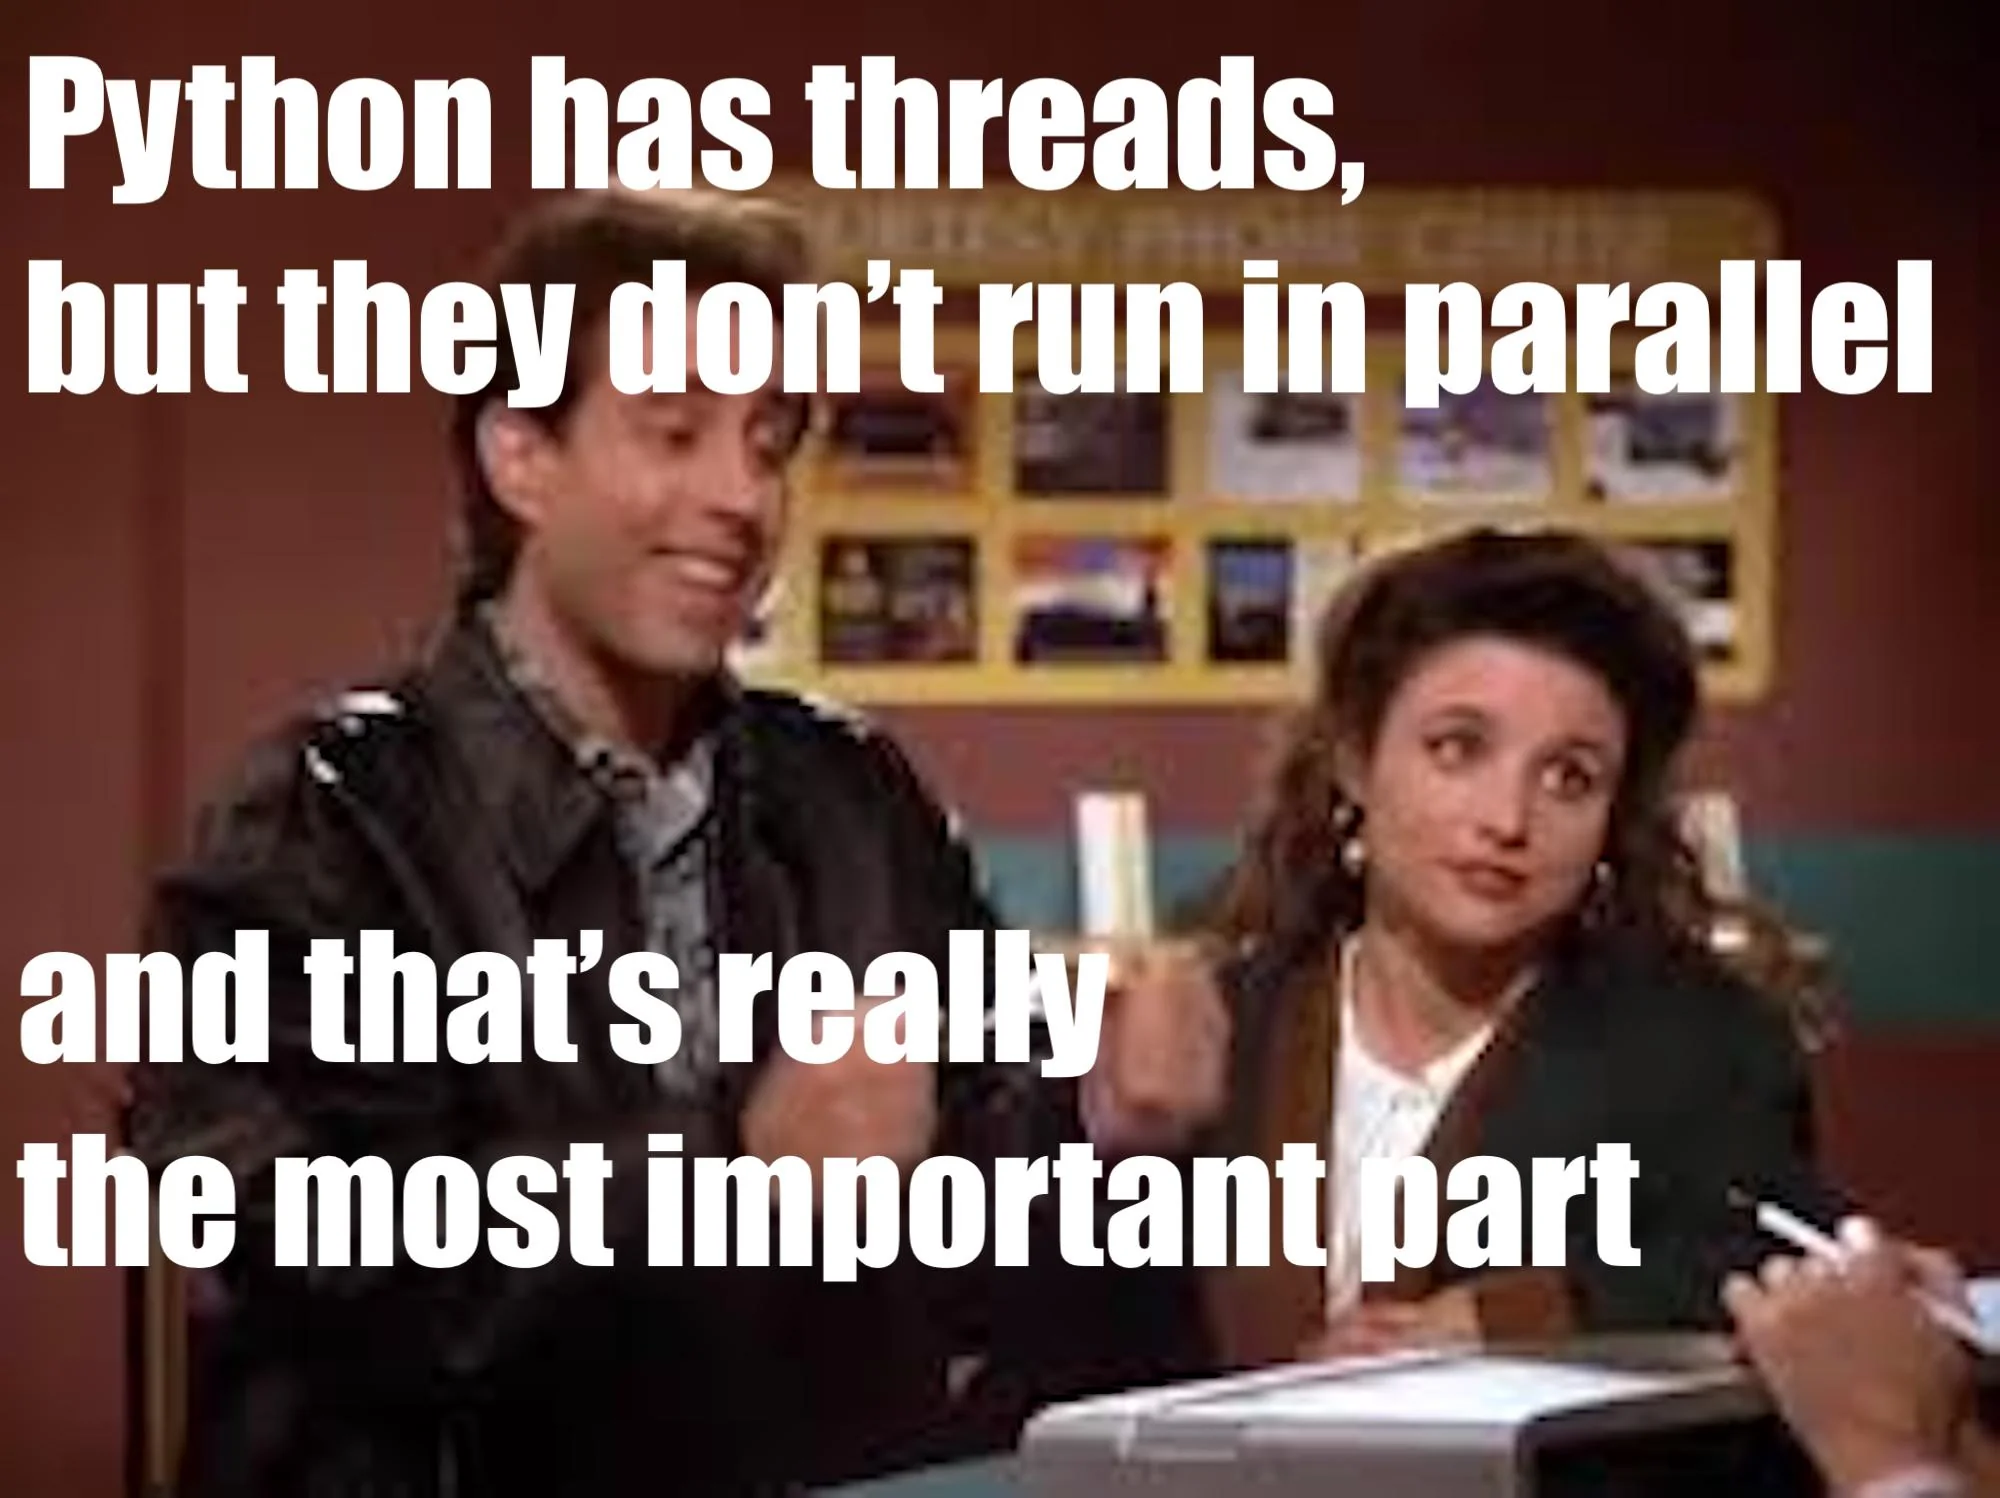 Python has threads,
but they don’t run in parallel
and that’s really
the most important part